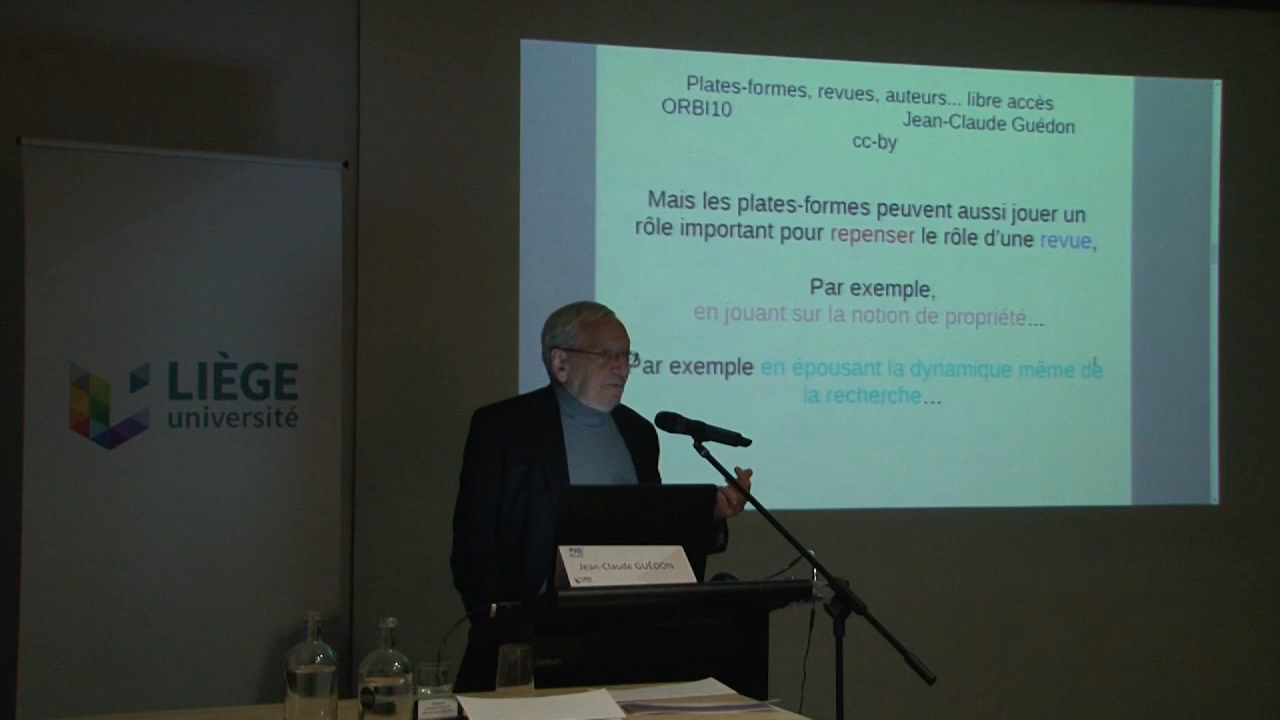 Plates-formes, revues, auteurs... libre accès
ORBI10 Jean-Claude Guédon
cc-by
Mais les plates-formes peuvent aussi jouer un
rôle important pour repenser le rôle d'une revue,
Par exemple,
en jouant sur la notion de propriété...
Par exemple en épousant la dynamique même de
la recherche...
LIÈGE
université
Jean-Claude GUÉDON